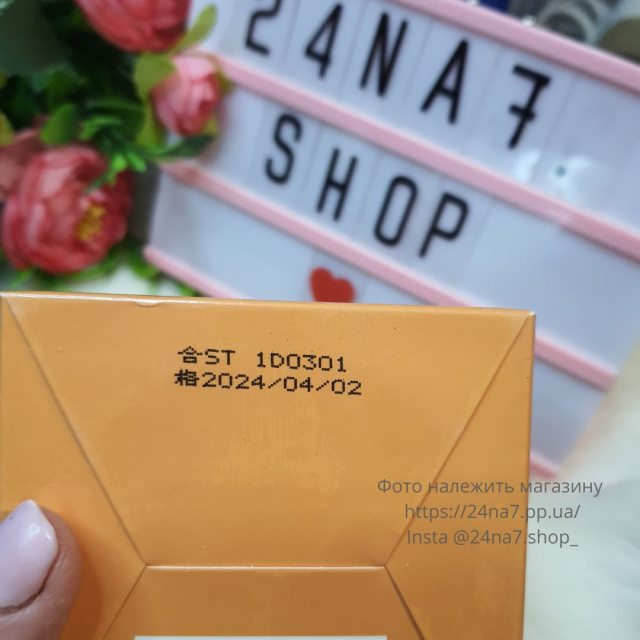 24NA7
SHOP
合ST 1D0301
格2024/04/02
Фото належить магазину
https://24na7.pp.ua/
Insta @24na7.shop_